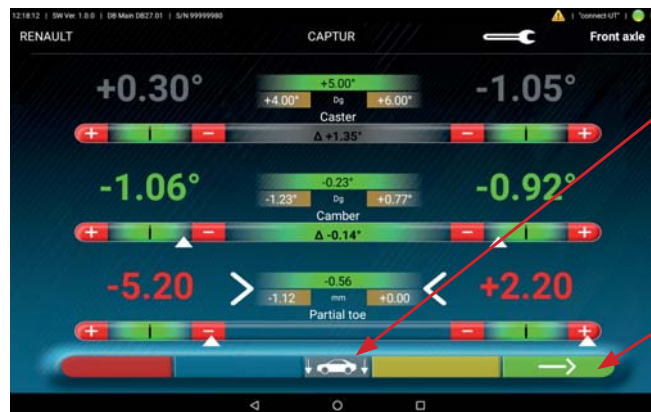 12:18:12 | SW Ver. 1.0.0 | DB Main DB27.01 | S/N 99999980 | "connect-UT" |
RENAULT CAPTUR Front axle
+0.30° +5.00° -1.05°
+4.00° Dg +6.00°
Caster
+ - Δ +1.35° - +
-1.06° -0.23° -0.92°
-1.23° Dg +0.77°
Camber
+ - Δ -0.14° - +
-5.20 -0.56 +2.20
-1.12 mm +0.00
Partial toe
+ - - +